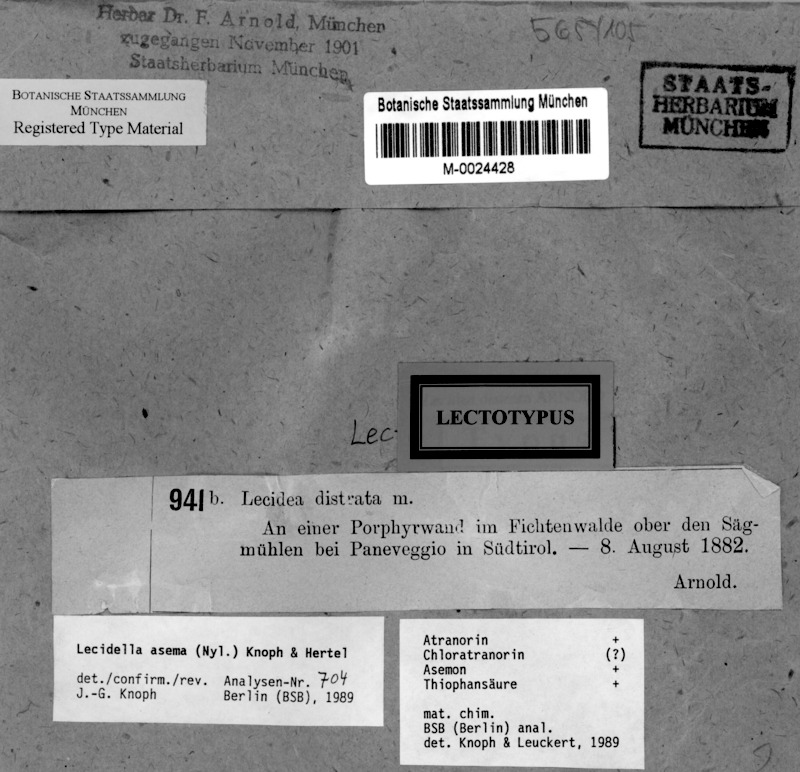 Herbar Dr. F. Arnold, München
zugegangen November 1901
Staatsherbarium München
565/105
STAATS-
HERBARIUM
MÜNCHEN
BOTANISCHE STAATSSAMMLUNG
MÜNCHEN
Registered Type Material
Botanische Staatssammlung München
M-0024428
Lec-
LECTOTYPUS
941 b. Lecidea distrata m.
An einer Porphyrwand im Fichtenwalde ober den Säg-
mühlen bei Paneveggio in Südtirol. — 8. August 1882.
Arnold.
Lecidella asema (Nyl.) Knoph & Hertel
det./confirm./rev. Analysen-Nr. 704
J.-G. Knoph Berlin (BSB), 1989
Atranorin +
Chloratranorin (?)
Asemon +
Thiophansäure +
mat. chim.
BSB (Berlin) anal.
det. Knoph & Leuckert, 1989